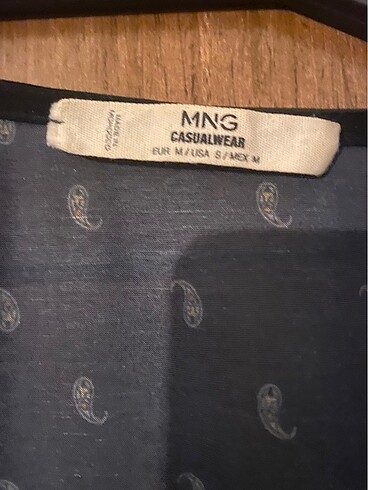 MNG
CASUALWEAR
EUR M / USA S / MEX M
MADE IN
MOROCCO